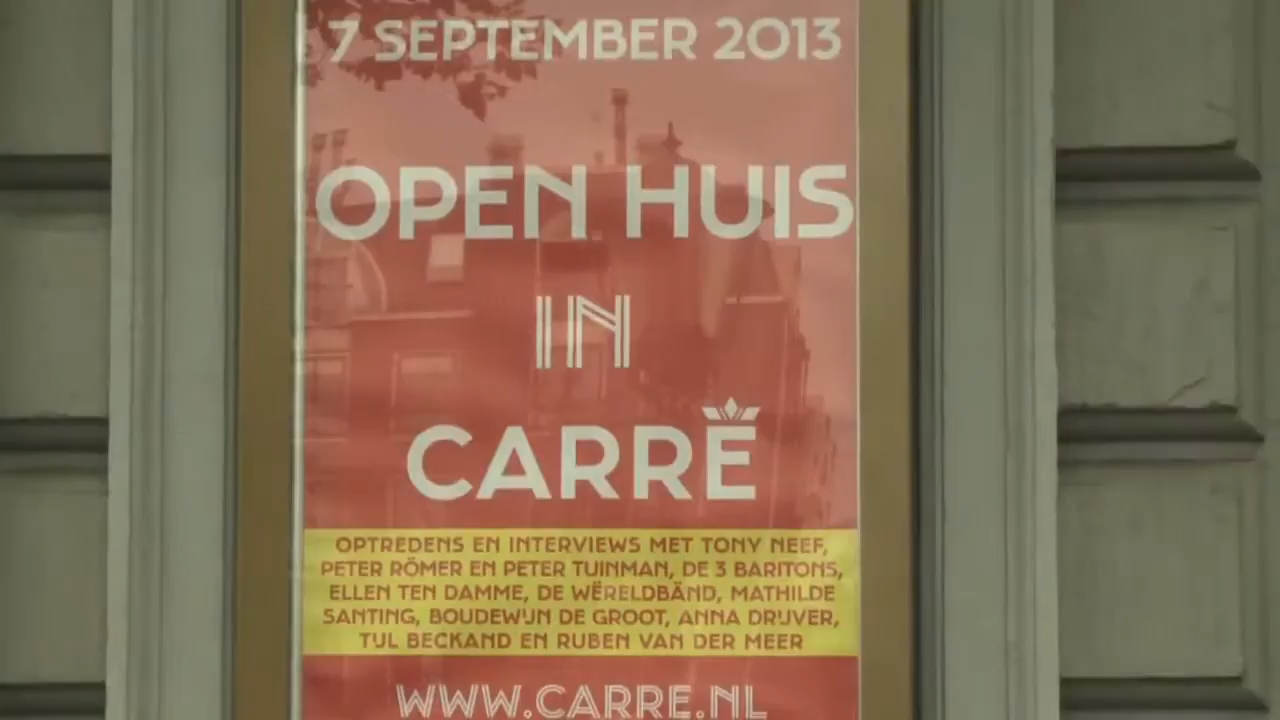 7 SEPTEMBER 2013
OPEN HUIS
IN
CARRÉ
OPTREDENS EN INTERVIEWS MET TONY NEEF,
PETER RÖMER EN PETER TUINMAN, DE 3 BARITONS,
ELLEN TEN DAMME, DE WËRELDBÄND, MATHILDE
SANTING, BOUDEWIJN DE GROOT, ANNA DRIJVER,
TIJL BECKAND EN RUBEN VAN DER MEER
WWW.CARRE.NL